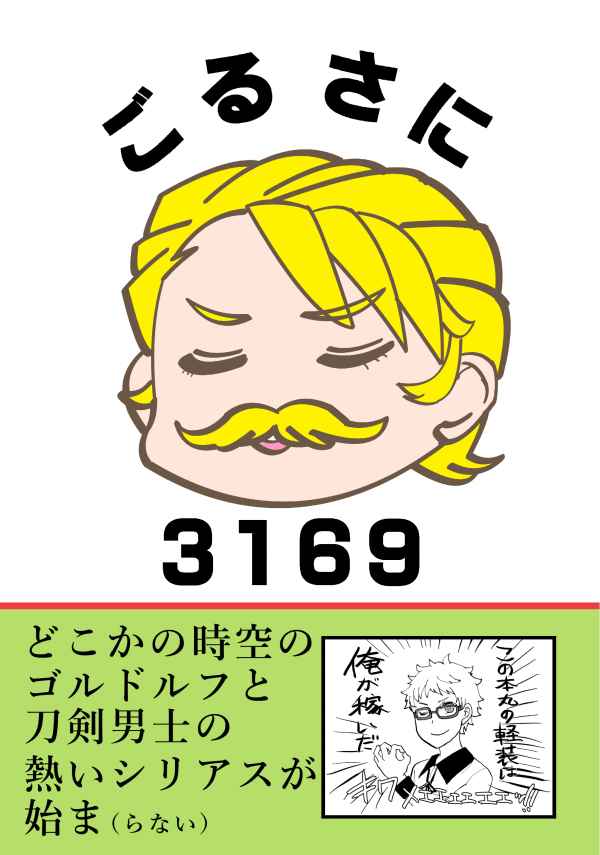 ごるさに
3169
どこかの時空の
ゴルドルフと
刀剣男士の
熱いシリアスが
始ま（らない）
この本丸の軽装は
俺が稼いだ